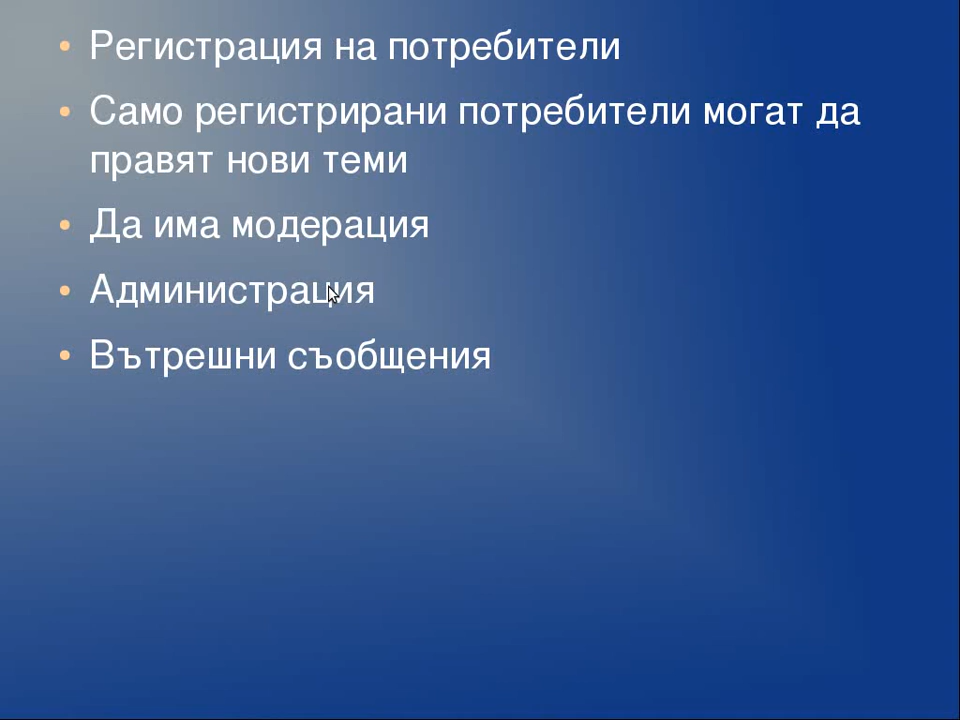 • Регистрация на потребители
• Само регистрирани потребители могат да
правят нови теми
• Да има модерация
• Администрация
• Вътрешни съобщения